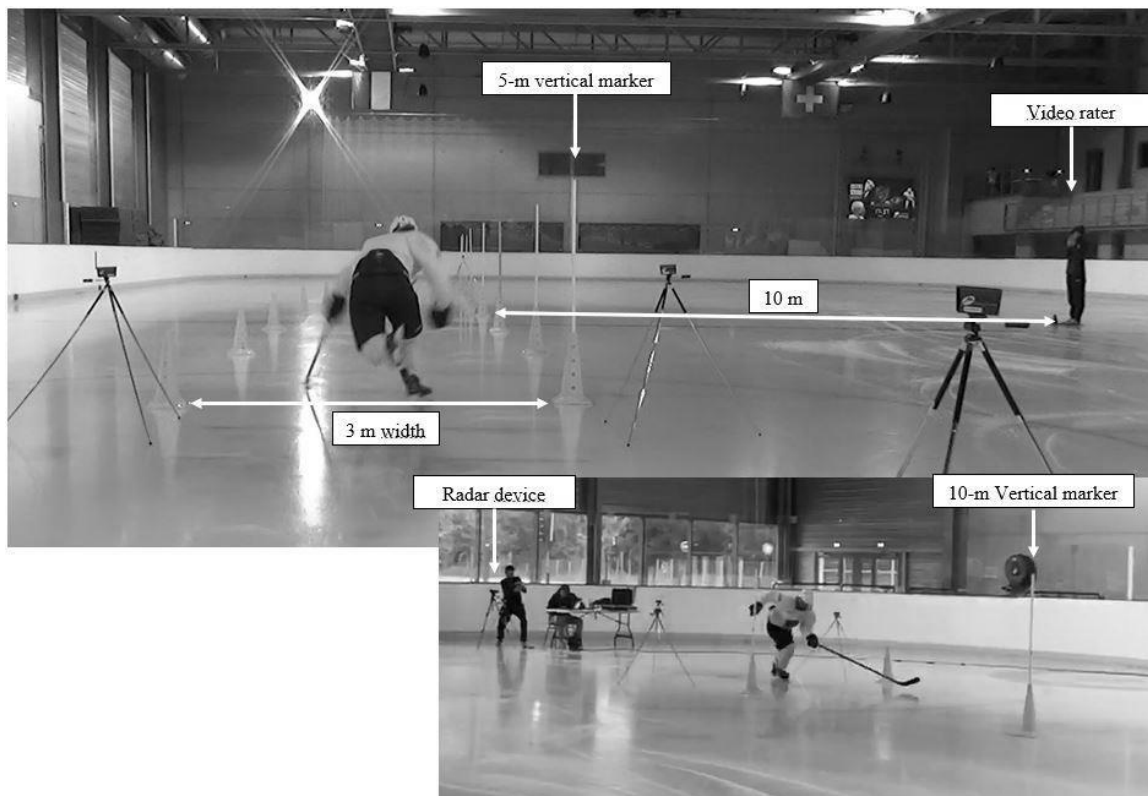 5-m vertical marker
Video rater
10 m
3 m width
Radar device
10-m Vertical marker